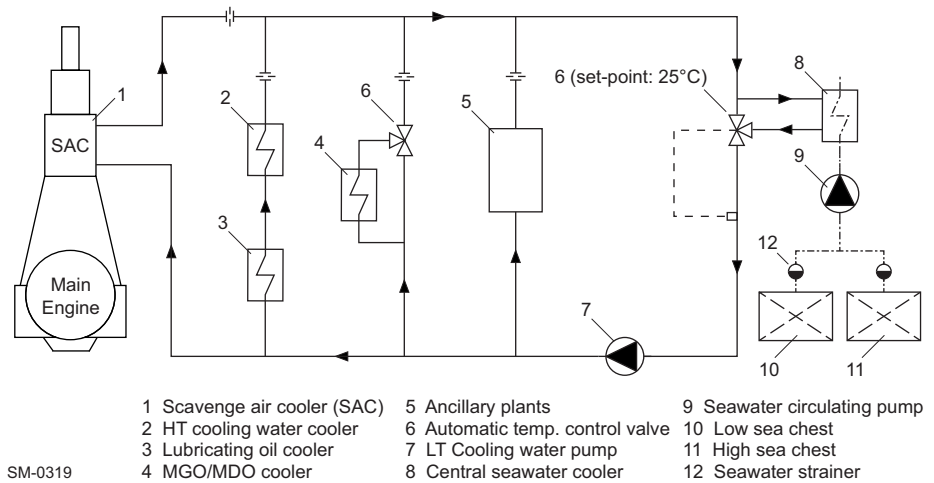 1
SAC
Main
Engine
2
3
4
6
5
6 (set-point: 25°C)
8
9
12
7
10
11
1 Scavenge air cooler (SAC)
2 HT cooling water cooler
3 Lubricating oil cooler
4 MGO/MDO cooler
5 Ancillary plants
6 Automatic temp. control valve
7 LT Cooling water pump
8 Central seawater cooler
9 Seawater circulating pump
10 Low sea chest
11 High sea chest
12 Seawater strainer
SM-0319